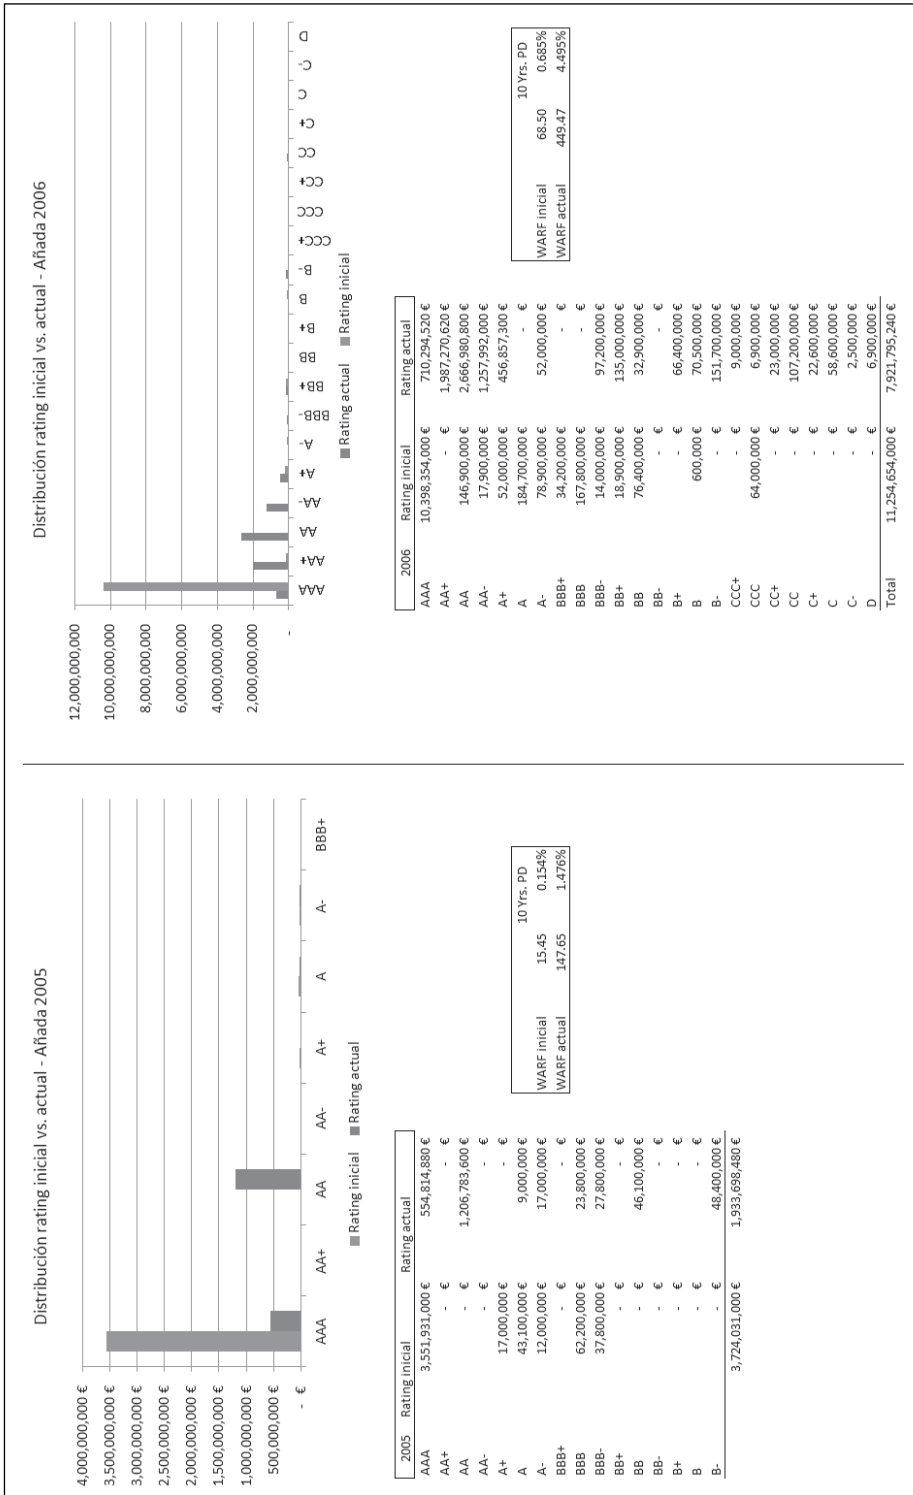 Distribución rating inicial vs. actual - Añada 2005
4,000,000,000 €
3,500,000,000 €
3,000,000,000 €
2,500,000,000 €
2,000,000,000 €
1,500,000,000 €
1,000,000,000 €
500,000,000 €
- €
AAA AA+ AA AA- A+ A A- BBB+
Rating inicial Rating actual
2005 Rating inicial Rating actual
AAA 3,551,931,000 € 554,814,880 €
AA+ - € - €
AA 1,206,783,600 €
AA- - € - €
A+ 17,000,000 €
A 43,100,000 € 9,000,000 €
A- 12,000,000 € 17,000,000 €
BBB+ - € - €
BBB 62,200,000 € 23,800,000 €
BBB- 37,800,000 € 27,800,000 €
BB+ - € - €
BB 46,100,000 €
BB- - € - €
B+ - € - €
B - € - €
B- 48,400,000 €
3,724,031,000 € 1,933,698,480 €
10 Yrs. PD
WARF inicial 15.45 0.154%
WARF actual 147.65 1.476%
Distribución rating inicial vs. actual - Añada 2006
12,000,000,000
10,000,000,000
8,000,000,000
6,000,000,000
4,000,000,000
2,000,000,000
-
AAA AA+ AA AA- A+ A- BBB- BB+ BB B+ B B- CCC+ CCC CC+ CC C+ C C- D
Rating actual Rating inicial
2006 Rating inicial Rating actual
AAA 10,398,354,000 € 710,294,520 €
AA+ - € 1,987,270,620 €
AA 146,900,000 € 2,666,980,800 €
AA- 17,900,000 € 1,257,992,000 €
A+ 52,000,000 € 456,857,300 €
A 184,700,000 € - €
A- 78,900,000 € 52,000,000 €
BBB+ 34,200,000 € - €
BBB 167,800,000 € - €
BBB- 14,000,000 € 97,200,000 €
BB+ 18,900,000 € 135,000,000 €
BB 76,400,000 € 32,900,000 €
BB- - € - €
B+ - € 66,400,000 €
B 600,000 € 70,500,000 €
B- - € 151,700,000 €
CCC+ - € 9,000,000 €
CCC 64,000,000 € 6,900,000 €
CC+ - € 23,000,000 €
CC - € 107,200,000 €
C+ - € 22,600,000 €
C - € 58,600,000 €
C- - € 2,500,000 €
D - € 6,900,000 €
Total 11,254,654,000 € 7,921,795,240 €
10 Yrs. PD
WARF inicial 68.50 0.685%
WARF actual 449.47 4.495%